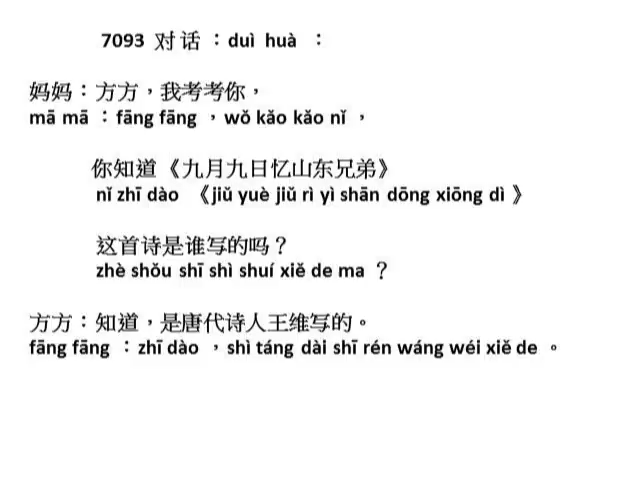 7093 对话：duì huà ：
妈妈：方方，我考考你，
mā mā：fāng fāng ，wǒ kǎo kǎo nǐ ，
你知道《九月九日忆山东兄弟》
nǐ zhī dào 《jiǔ yuè jiǔ rì yì shān dōng xiōng dì 》
这首诗是谁写的吗？
zhè shǒu shī shì shuí xiě de ma ？
方方：知道，是唐代诗人王维写的。
fāng fāng ：zhī dào ，shì táng dài shī rén wáng wéi xiě de 。